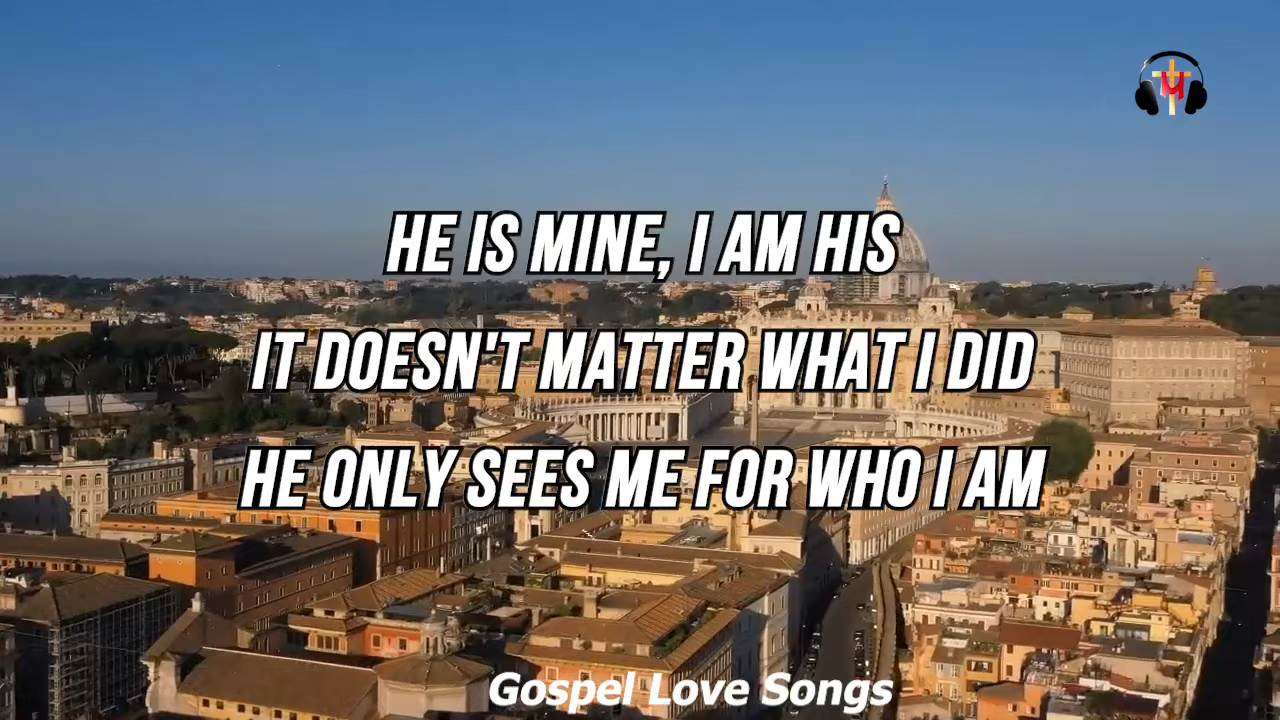 HE IS MINE, I AM HIS
IT DOESN'T MATTER WHAT I DID
HE ONLY SEES ME FOR WHO I AM
Gospel Love Songs